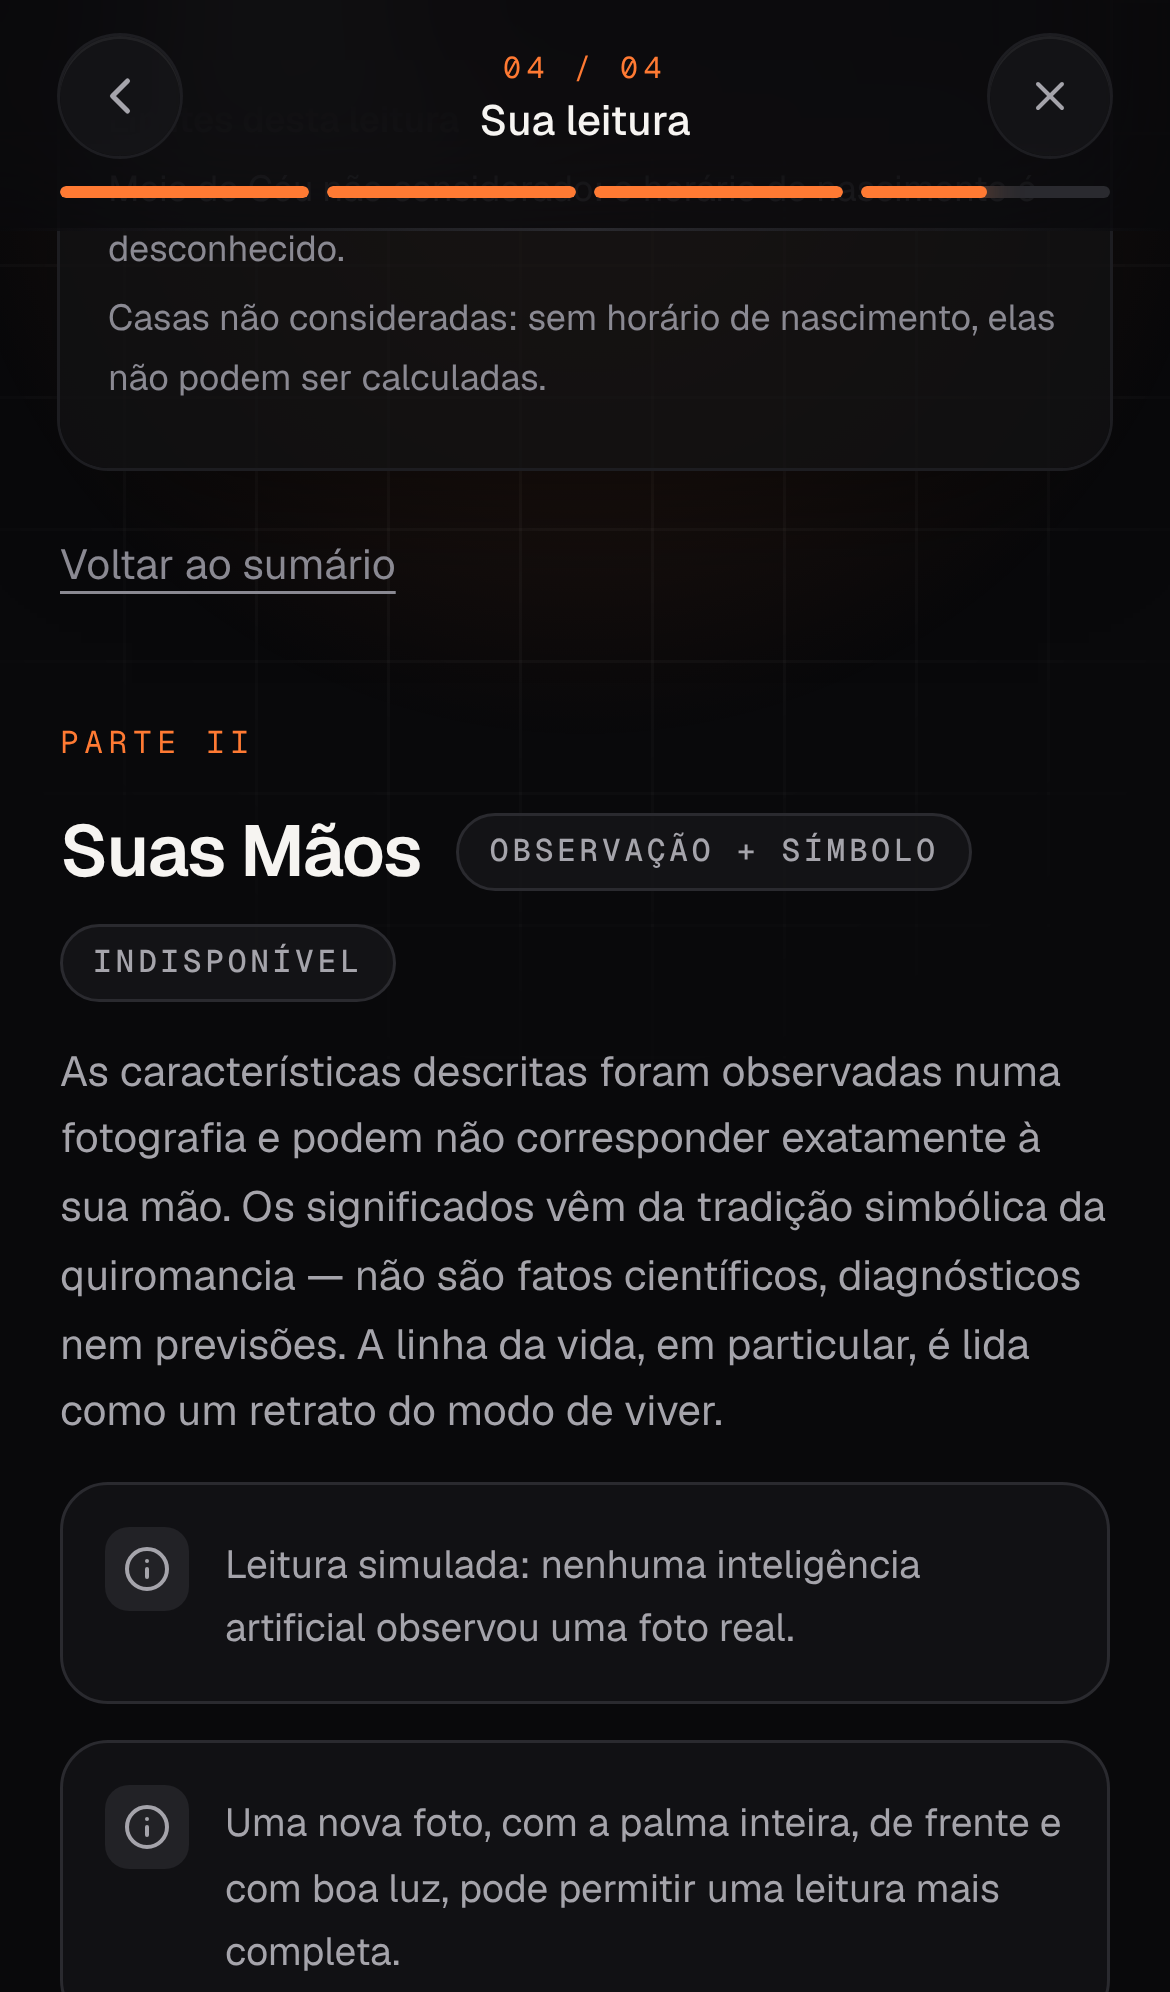 04 / 04
Sua leitura
desconhecido.
Casas não consideradas: sem horário de nascimento, elas
não podem ser calculadas.
Voltar ao sumário
PARTE II
Suas Mãos
OBSERVAÇÃO + SÍMBOLO
INDISPONÍVEL
As características descritas foram observadas numa
fotografia e podem não corresponder exatamente à
sua mão. Os significados vêm da tradição simbólica da
quiromancia — não são fatos científicos, diagnósticos
nem previsões. A linha da vida, em particular, é lida
como um retrato do modo de viver.
Leitura simulada: nenhuma inteligência
artificial observou uma foto real.
Uma nova foto, com a palma inteira, de frente e
com boa luz, pode permitir uma leitura mais
completa.